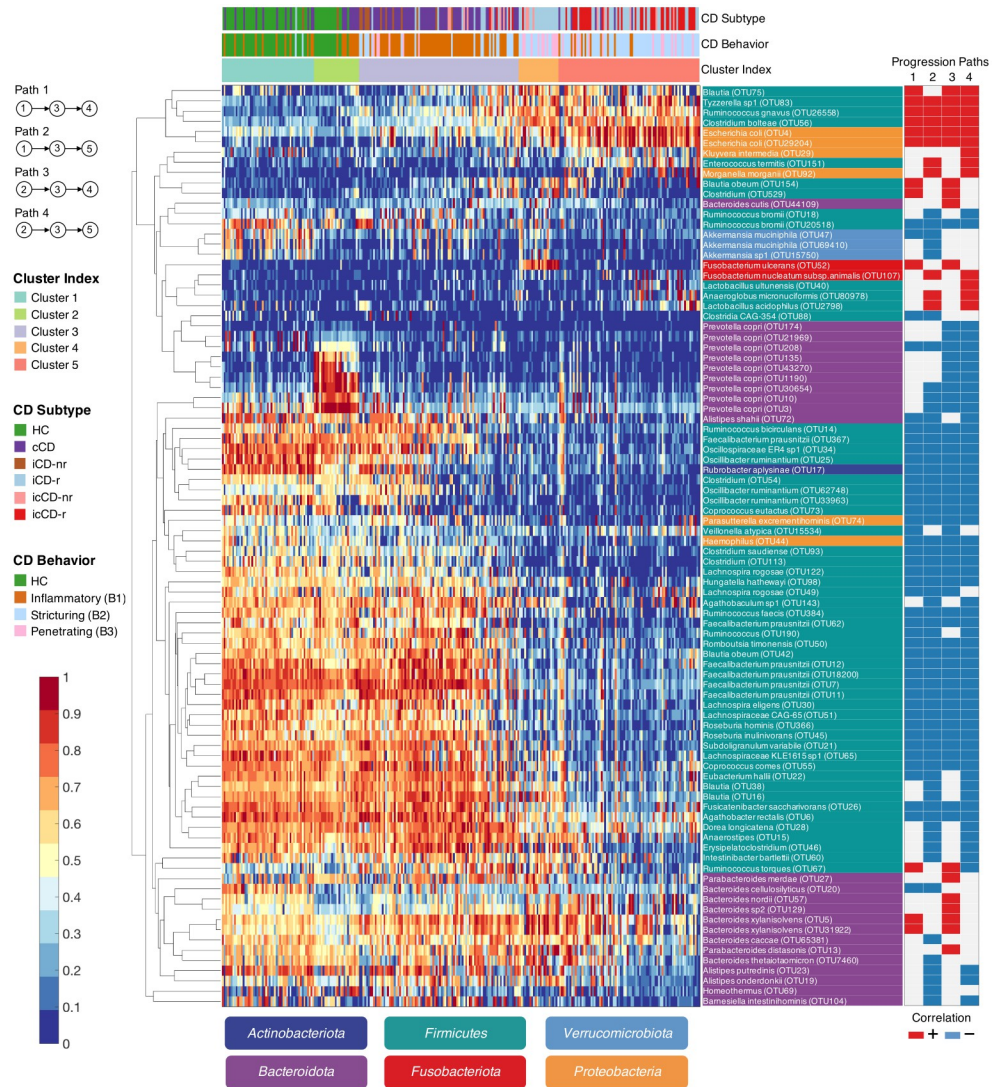 CD Subtype
CD Behavior
Cluster Index
Progression Paths
1 2 3 4
Path 1
1 3 4
Path 2
1 3 5
Path 3
2 3 4
Path 4
2 3 5
Cluster Index
Cluster 1
Cluster 2
Cluster 3
Cluster 4
Cluster 5
CD Subtype
HC
cCD
iCD-nr
iCD-r
icCD-nr
icCD-r
CD Behavior
HC
Inflammatory (B1)
Stricturing (B2)
Penetrating (B3)
1
0.9
0.8
0.7
0.6
0.5
0.4
0.3
0.2
0.1
0
Blautia (OTU75)
Tyzzerella sp1 (OTU83)
Ruminococcus gnavus (OTU26558)
Clostridium bolteae (OTU56)
Escherichia coli (OTU4)
Escherichia coli (OTU29204)
Kluyvera intermedia (OTU29)
Enterococcus termitis (OTU151)
Morganella morganii (OTU92)
Blautia obeum (OTU154)
Clostridium (OTU529)
Bacteroides cutis (OTU44109)
Ruminococcus bromii (OTU18)
Ruminococcus bromii (OTU20518)
Akkermansia muciniphila (OTU47)
Akkermansia muciniphila (OTU69410)
Akkermansia sp1 (OTU15750)
Fusobacterium ulcerans (OTU52)
Fusobacterium nucleatum subsp.animalis (OTU107)
Lactobacillus ultunensis (OTU40)
Anaeroglobus micronuciformis (OTU80978)
Lactobacillus acidophilus (OTU2798)
Clostridia CAG-354 (OTU88)
Prevotella copri (OTU174)
Prevotella copri (OTU21969)
Prevotella copri (OTU208)
Prevotella copri (OTU135)
Prevotella copri (OTU43270)
Prevotella copri (OTU1190)
Prevotella copri (OTU30654)
Prevotella copri (OTU10)
Prevotella copri (OTU3)
Alistipes shahii (OTU72)
Ruminococcus bicirculans (OTU14)
Faecalibacterium prausnitzii (OTU367)
Oscillospiraceae ER4 sp1 (OTU34)
Oscillibacter ruminantium (OTU25)
Rubrobacter aplysinae (OTU17)
Clostridium (OTU54)
Oscillibacter ruminantium (OTU62748)
Oscillibacter ruminantium (OTU33963)
Coprococcus eutactus (OTU73)
Parasutterella excrementihominis (OTU74)
Veillonella atypica (OTU15534)
Haemophilus (OTU44)
Clostridium saudiense (OTU93)
Clostridium (OTU113)
Lachnospira rogosae (OTU122)
Hungatella hathewayi (OTU98)
Lachnospira rogosae (OTU49)
Agathobaculum sp1 (OTU143)
Ruminococcus faecis (OTU384)
Faecalibacterium prausnitzii (OTU62)
Ruminococcus (OTU190)
Romboutsia timonensis (OTU50)
Blautia obeum (OTU42)
Faecalibacterium prausnitzii (OTU12)
Faecalibacterium prausnitzii (OTU18200)
Faecalibacterium prausnitzii (OTU7)
Faecalibacterium prausnitzii (OTU11)
Lachnospira eligens (OTU30)
Lachnospiraceae CAG-65 (OTU51)
Roseburia hominis (OTU366)
Roseburia inulinivorans (OTU45)
Subdoligranulum variabile (OTU21)
Lachnospiraceae KLE1615 sp1 (OTU65)
Coprococcus comes (OTU55)
Eubacterium hallii (OTU22)
Blautia (OTU38)
Blautia (OTU16)
Fusicatenibacter saccharivorans (OTU26)
Agathobacter rectalis (OTU6)
Dorea longicatena (OTU28)
Anaerostipes (OTU15)
Erysipelatoclostridium (OTU46)
Intestinibacter bartlettii (OTU60)
Ruminococcus torques (OTU67)
Parabacteroides merdae (OTU27)
Bacteroides cellulosilyticus (OTU20)
Bacteroides nordii (OTU57)
Bacteroides sp2 (OTU129)
Bacteroides xylanisolvens (OTU5)
Bacteroides xylanisolvens (OTU31922)
Bacteroides caccae (OTU65381)
Parabacteroides distasonis (OTU13)
Bacteroides thetaiotaomicron (OTU7460)
Alistipes putredinis (OTU23)
Alistipes onderdonkii (OTU19)
Homeothermus (OTU69)
Barnesiella intestinihominis (OTU104)
Actinobacteriota
Firmicutes
Verrucomicrobiota
Bacteroidota
Fusobacteriota
Proteobacteria
Correlation
+ −